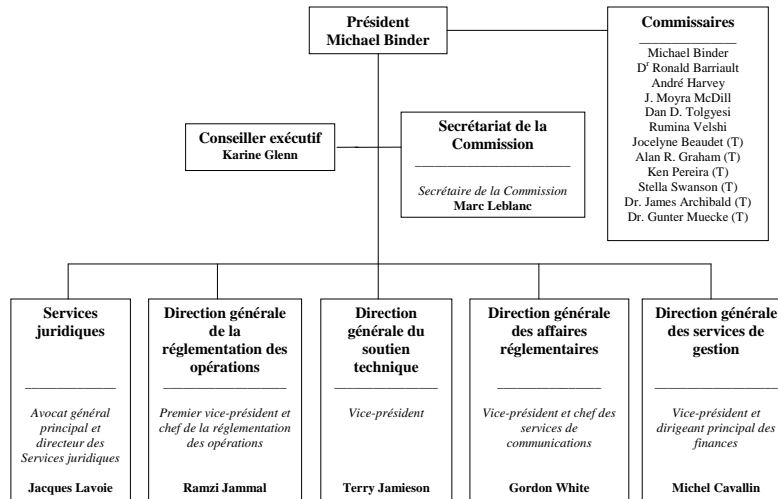 Président
Michael Binder
Commissaires
Michael Binder
Dr Ronald Barriault
André Harvey
J. Moyra McDill
Dan D. Tolgyesi
Rumina Velshi
Jocelyne Beaudet (T)
Alan R. Graham (T)
Ken Pereira (T)
Stella Swanson (T)
Dr. James Archibald (T)
Dr. Gunter Muecke (T)
Conseiller exécutif
Karine Glenn
Secrétariat de la
Commission
Secrétaire de la Commission
Marc Leblanc
Services
juridiques
Avocat général
principal et
directeur des
Services juridiques
Jacques Lavoie
Direction générale
de la
réglementation des
opérations
Premier vice-président et
chef de la réglementation
des opérations
Ramzi Jammal
Direction
générale du
soutien
technique
Vice-président
Terry Jamieson
Direction générale
des affaires
réglementaires
Vice-président et chef des
services de
communications
Gordon White
Direction générale
des services de
gestion
Vice-président et
dirigeant principal des
finances
Michel Cavallin